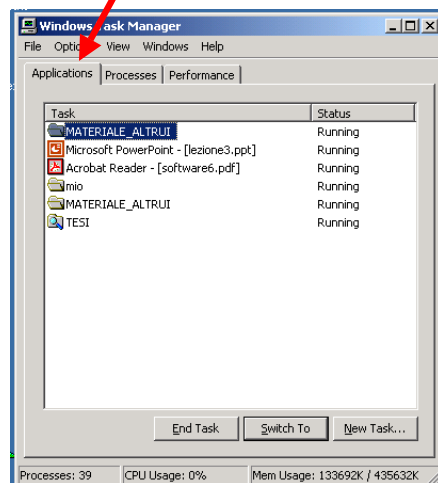 Windows Task Manager
File Options View Windows Help
Applications Processes Performance
Task Status
MATERIALE_ALTRUI Running
Microsoft PowerPoint - [lezione3.ppt] Running
Acrobat Reader - [software6.pdf] Running
mio Running
MATERIALE_ALTRUI Running
TESI Running
End Task Switch To New Task...
Processes: 39 CPU Usage: 0% Mem Usage: 133692K / 435632K